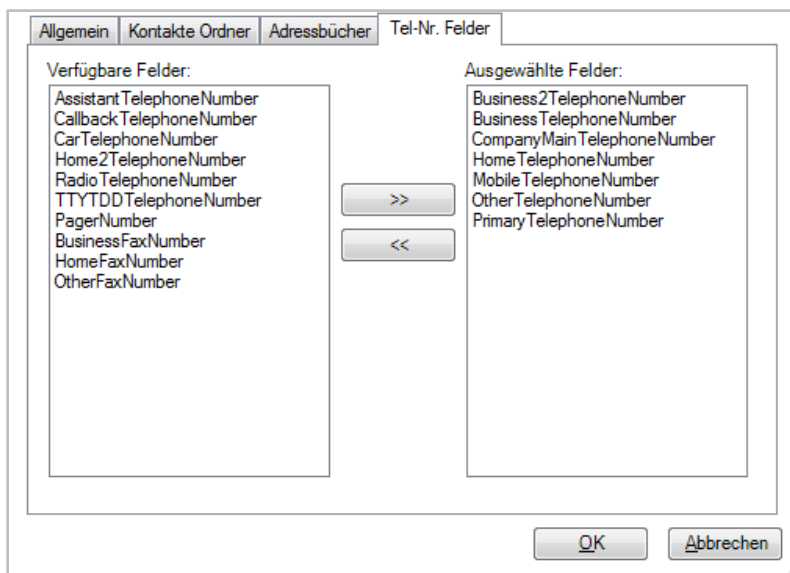 Allgemein Kontakte Ordner Adressbücher Tel-Nr. Felder
Verfügbare Felder:
AssistantTelephoneNumber
CallbackTelephoneNumber
CarTelephoneNumber
Home2TelephoneNumber
RadioTelephoneNumber
TTYTDDTelephoneNumber
PagerNumber
BusinessFaxNumber
HomeFaxNumber
OtherFaxNumber
>>
<<
Ausgewählte Felder:
Business2TelephoneNumber
BusinessTelephoneNumber
CompanyMainTelephoneNumber
HomeTelephoneNumber
MobileTelephoneNumber
OtherTelephoneNumber
PrimaryTelephoneNumber
OK Abbrechen